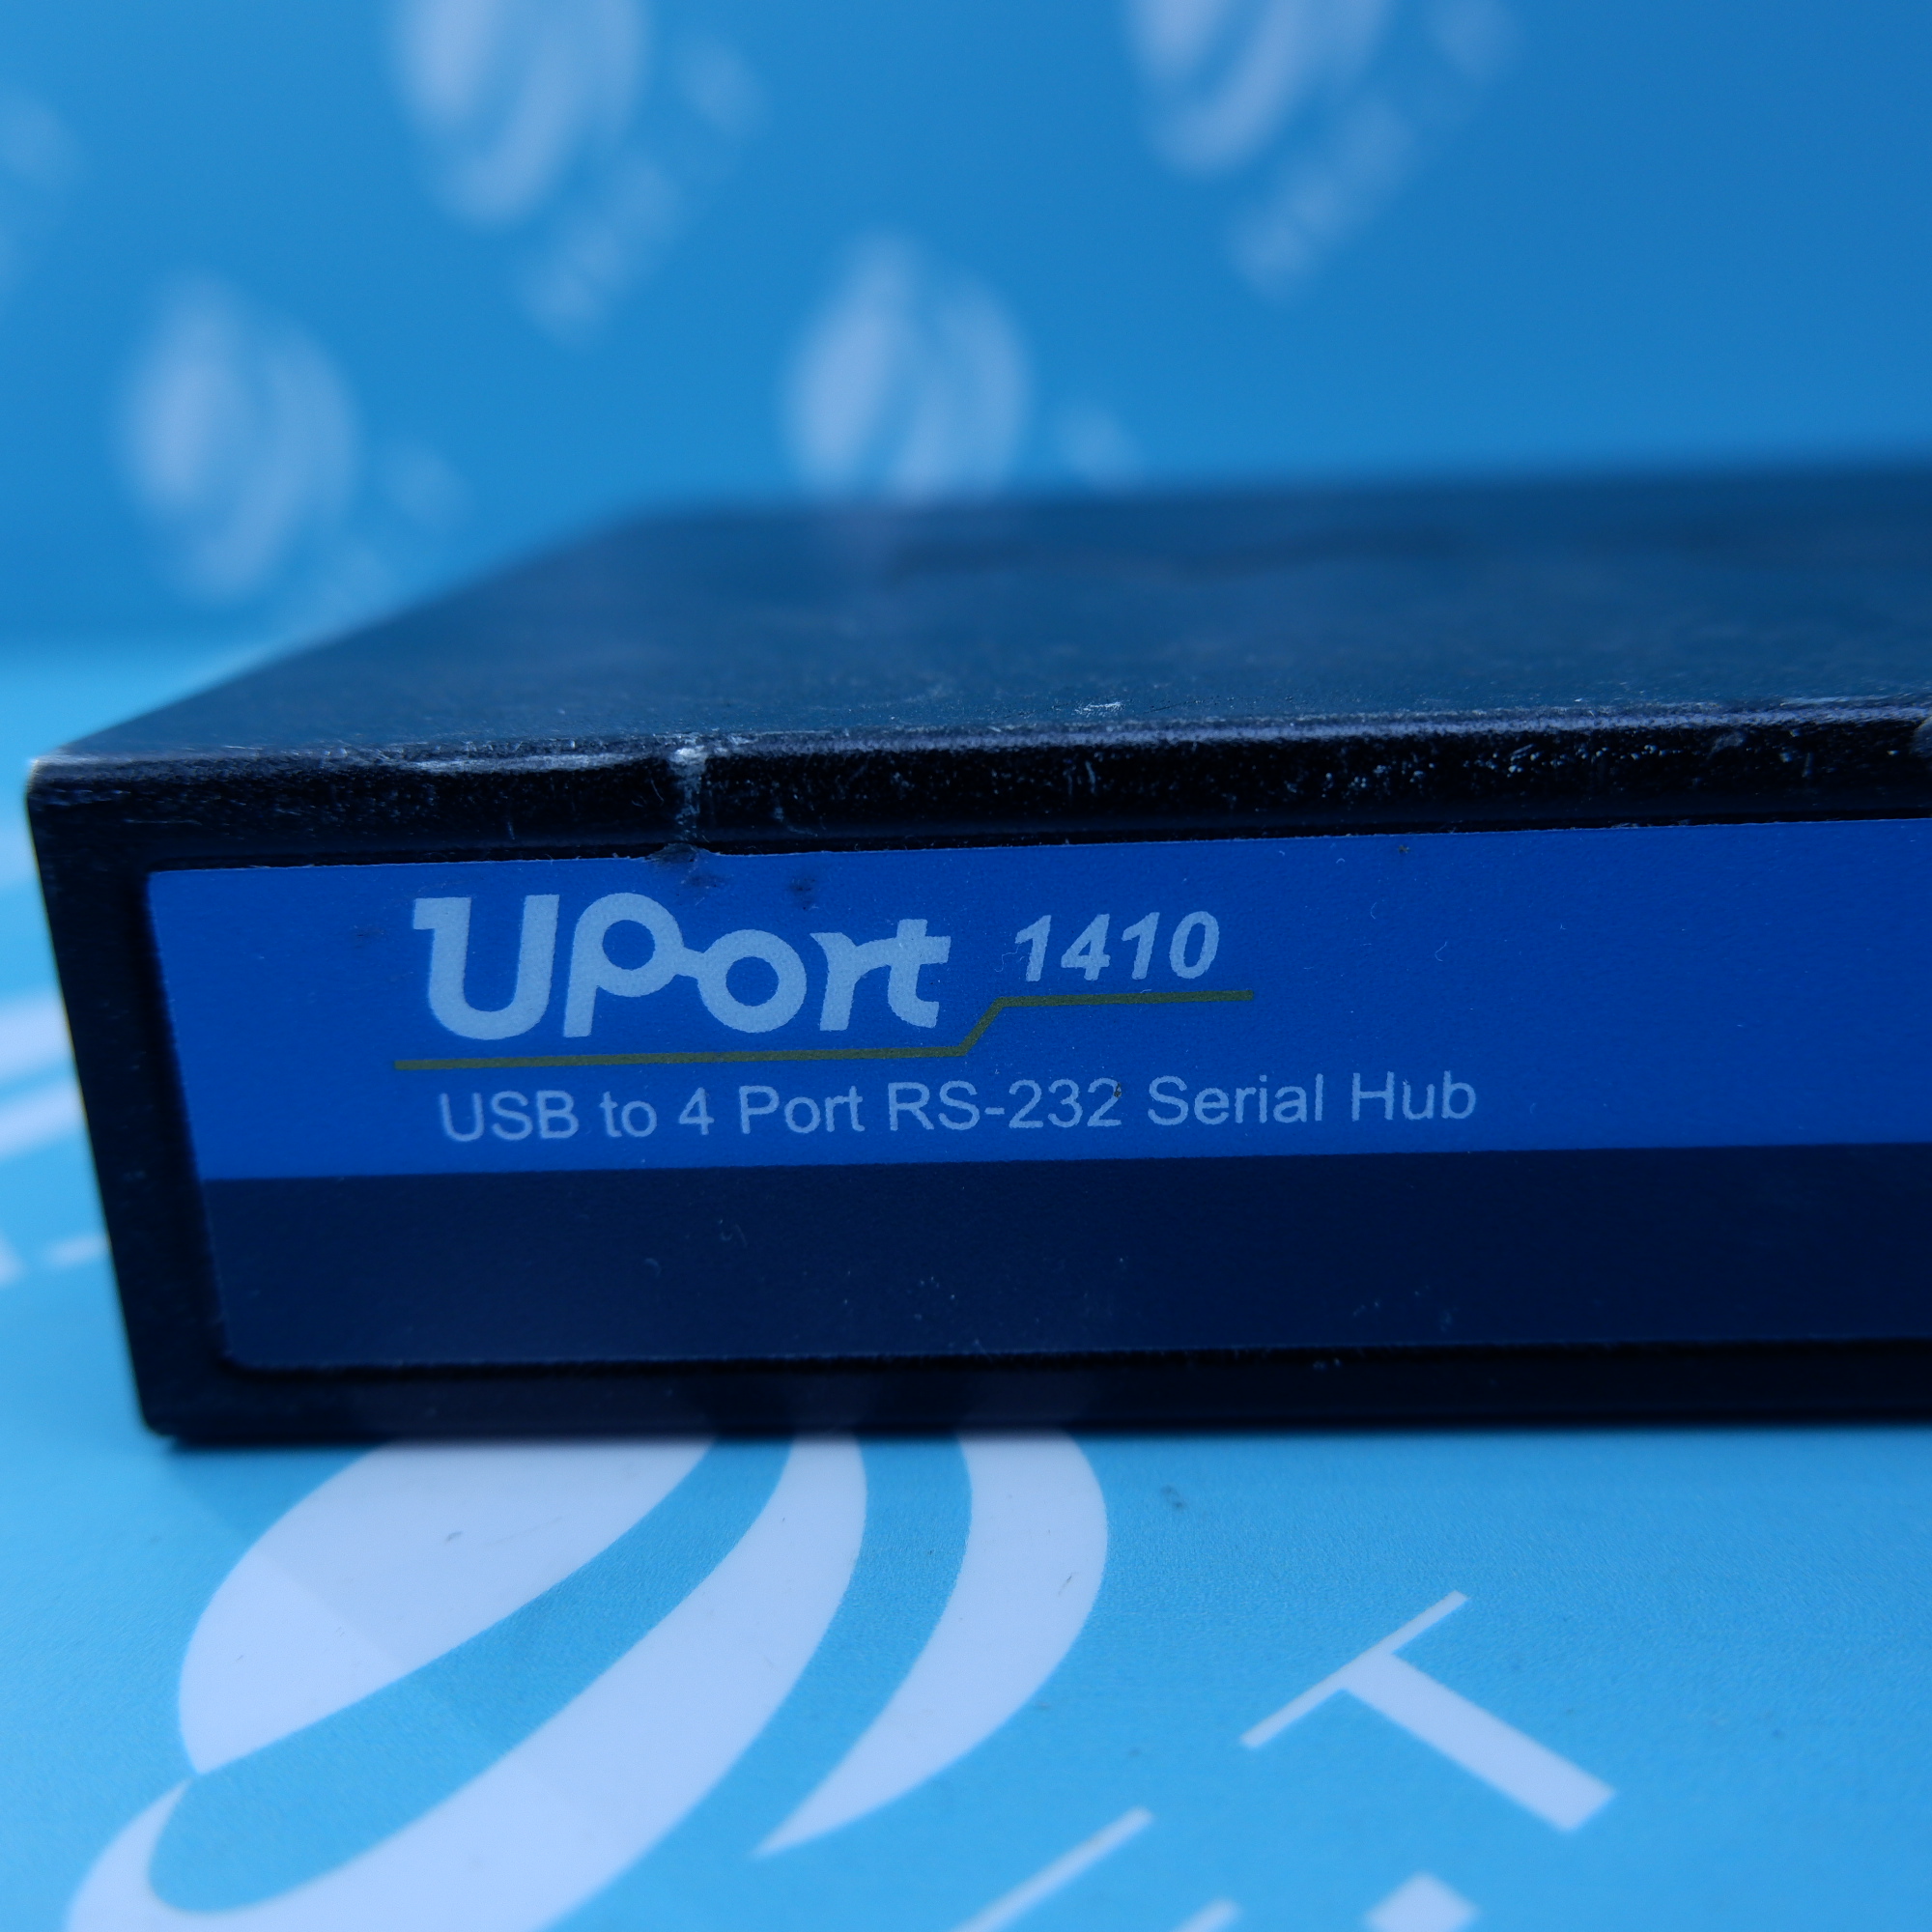 UPort 1410
USB to 4 Port RS-232 Serial Hub